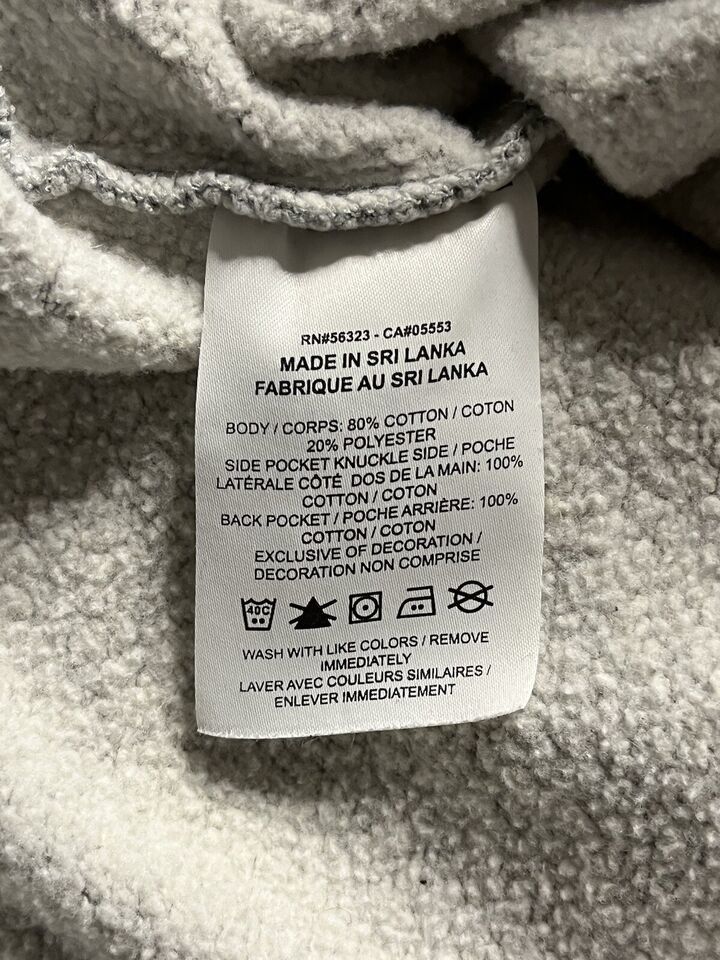 RN#56323 - CA#05553
MADE IN SRI LANKA
FABRIQUE AU SRI LANKA
BODY / CORPS: 80% COTTON / COTON
20% POLYESTER
SIDE POCKET KNUCKLE SIDE / POCHE
LATÉRALE CÔTÉ DOS DE LA MAIN: 100%
COTTON / COTON
BACK POCKET / POCHE ARRIÈRE: 100%
COTTON / COTON
EXCLUSIVE OF DECORATION /
DECORATION NON COMPRISE
40C
WASH WITH LIKE COLORS / REMOVE
IMMEDIATELY
LAVER AVEC COULEURS SIMILAIRES /
ENLEVER IMMEDIATEMENT